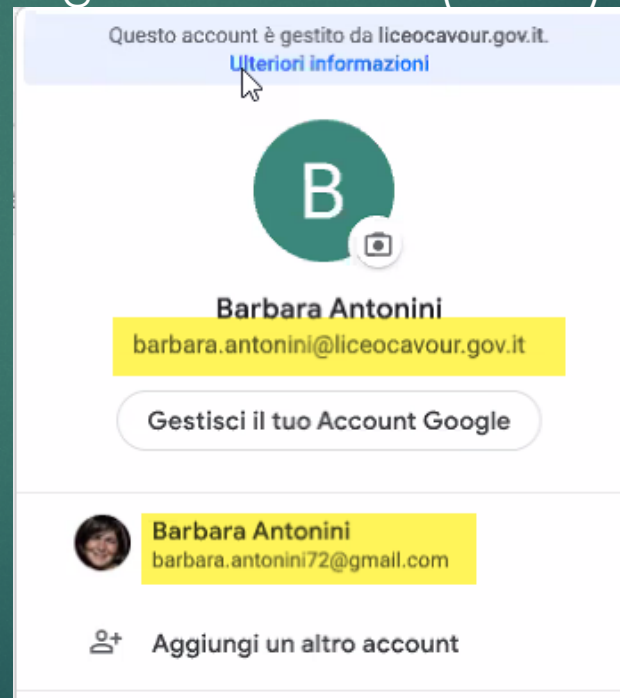 Questo account è gestito da liceocavour.gov.it.
Ulteriori informazioni
B
Barbara Antonini
barbara.antonini@liceocavour.gov.it
Gestisci il tuo Account Google
Barbara Antonini
barbara.antonini72@gmail.com
Aggiungi un altro account